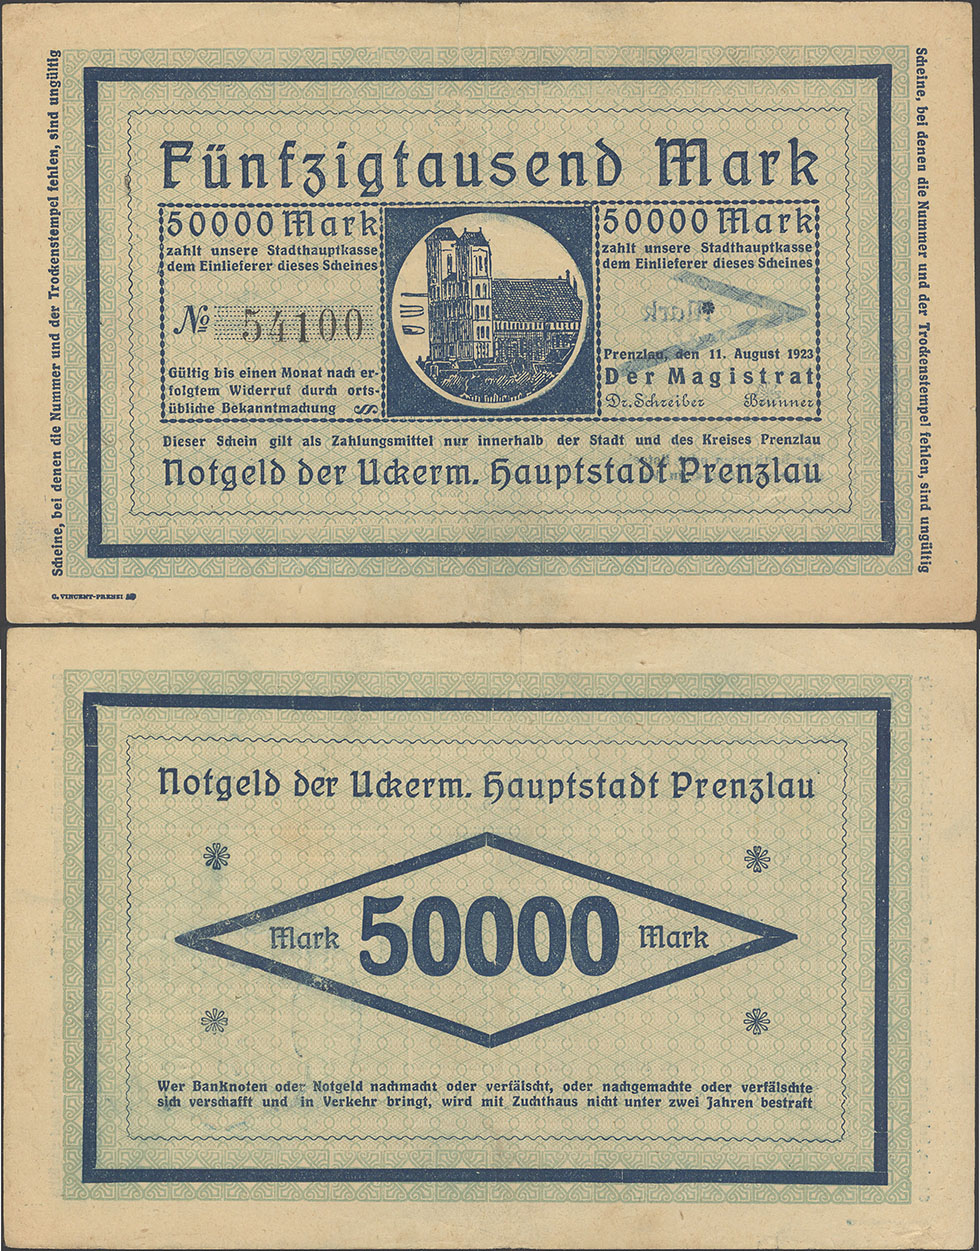 Scheine, bei denen die Nummer und der Trockenstempel fehlen, sind ungültig
Fünfzigtausend Mark
50000 Mark
zahlt unsere Stadthauptkasse
dem Einlieferer dieses Scheines
No 54100
Gültig bis einen Monat nach er-
folgtem Widerruf durch orts-
übliche Bekanntmachung
50000 Mark
zahlt unsere Stadthauptkasse
dem Einlieferer dieses Scheines
Mark
Prenzlau, den 11. August 1923
Der Magistrat
Dr. Schreiber Brunner
Dieser Schein gilt als Zahlungsmittel nur innerhalb der Stadt und des Kreises Prenzlau
Notgeld der Uckerm. Hauptstadt Prenzlau
Scheine, bei denen die Nummer und der Trockenstempel fehlen, sind ungültig
C. VINCENT-PRENZLAU
Notgeld der Uckerm. Hauptstadt Prenzlau
Mark 50000 Mark
Wer Banknoten oder Notgeld nachmacht oder verfälscht, oder nachgemachte oder verfälschte
sich verschafft und in Verkehr bringt, wird mit Zuchthaus nicht unter zwei Jahren bestraft